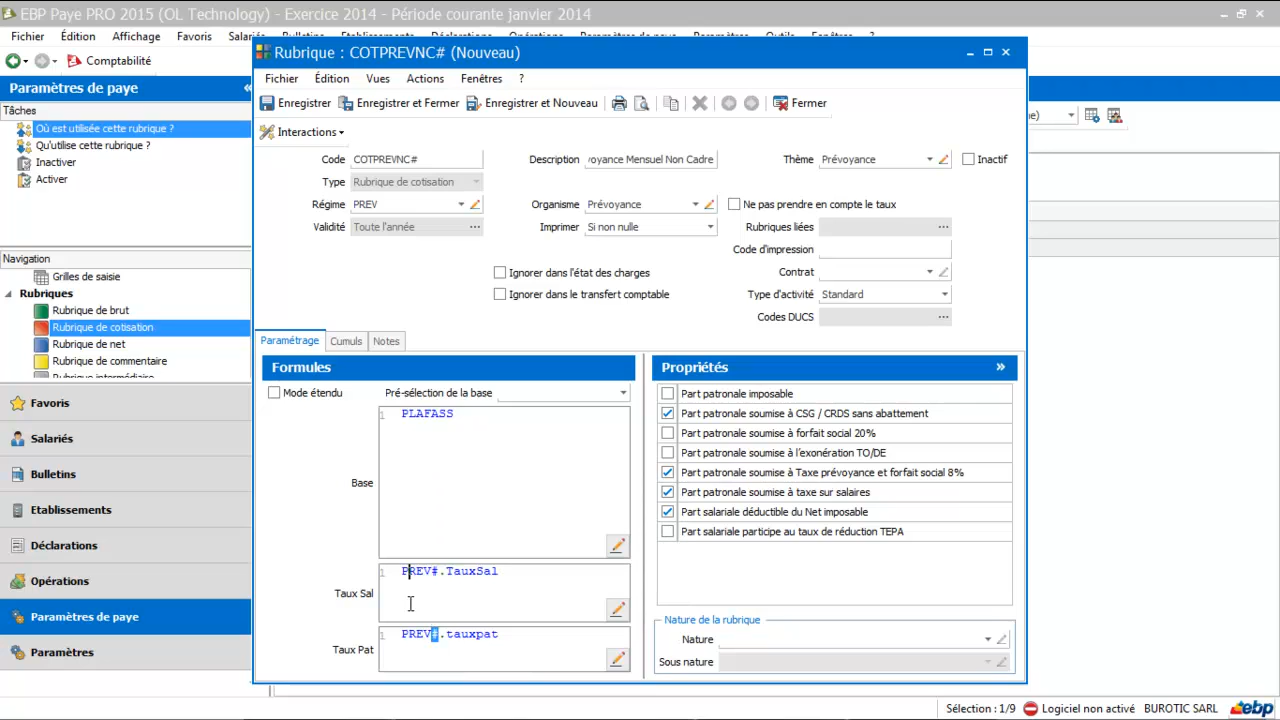 EBP Paye PRO 2015 (OL Technology) - Exercice 2014 - Période courante janvier 2014
Fichier Édition Affichage Favoris
Comptabilité
Paramètres de paye «
Tâches
Où est utilisée cette rubrique ?
Qu'utilise cette rubrique ?
Inactiver
Activer
Navigation
Grilles de saisie
Rubriques
Rubrique de brut
Rubrique de cotisation
Rubrique de net
Rubrique de commentaire
Rubrique intermédiaire
Favoris
Salariés
Bulletins
Etablissements
Déclarations
Opérations
Paramètres de paye
Paramètres
Rubrique : COTPREVNC# (Nouveau)
Fichier Édition Vues Actions Fenêtres ?
Enregistrer Enregistrer et Fermer Enregistrer et Nouveau Fermer
Interactions
Code COTPREVNC# Description voyance Mensuel Non Cadre Thème Prévoyance Inactif
Type Rubrique de cotisation
Régime PREV Organisme Prévoyance Ne pas prendre en compte le taux
Validité Toute l'année ... Imprimer Si non nulle Rubriques liées ...
Code d'impression
Ignorer dans l'état des charges Contrat
Ignorer dans le transfert comptable Type d'activité Standard
Codes DUCS ...
Paramétrage Cumuls Notes
Formules
Mode étendu Pré-sélection de la base
1 PLAFASS
Base
1 PREV#.TauxSal
Taux Sal
1 PREV#.tauxpat
Taux Pat
Propriétés »
Part patronale imposable
Part patronale soumise à CSG / CRDS sans abattement
Part patronale soumise à forfait social 20%
Part patronale soumise à l'exonération TO/DE
Part patronale soumise à Taxe prévoyance et forfait social 8%
Part patronale soumise à taxe sur salaires
Part salariale déductible du Net imposable
Part salariale participe au taux de réduction TEPA
Nature de la rubrique
Nature
Sous nature
Sélection : 1/9 Logiciel non activé BUROTIC SARL ebp